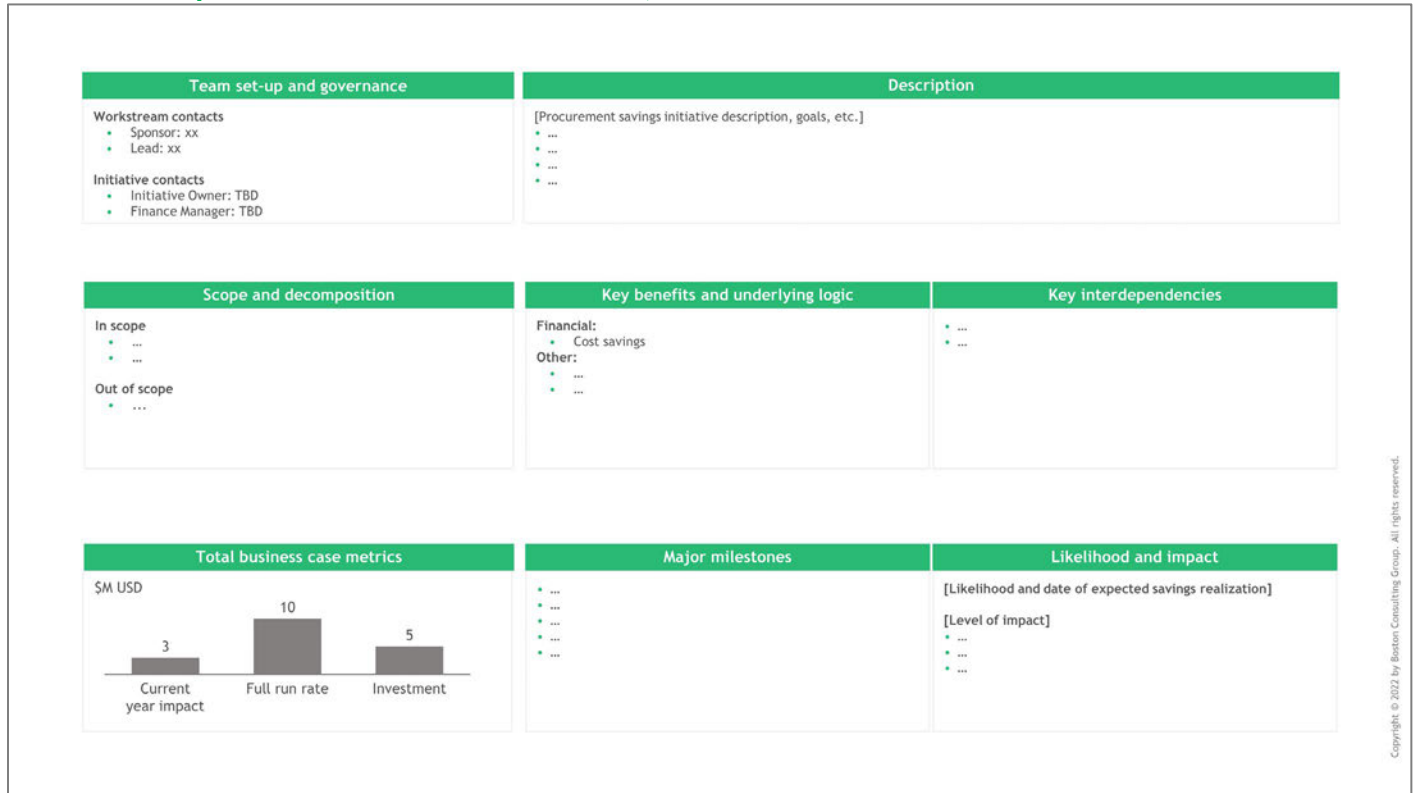 Team set-up and governance
Workstream contacts
• Sponsor: xx
• Lead: xx
Initiative contacts
• Initiative Owner: TBD
• Finance Manager: TBD
Description
[Procurement savings initiative description, goals, etc.]
• ...
• ...
• ...
• ...
Scope and decomposition
In scope
• ...
• ...
Out of scope
• ...
Key benefits and underlying logic
Financial:
• Cost savings
Other:
• ...
• ...
Key interdependencies
• ...
• ...
Total business case metrics
$M USD
3
10
5
Current
year impact
Full run rate
Investment
Major milestones
• ...
• ...
• ...
• ...
• ...
Likelihood and impact
[Likelihood and date of expected savings realization]
[Level of impact]
• ...
• ...
• ...
Copyright © 2022 by Boston Consulting Group. All rights reserved.